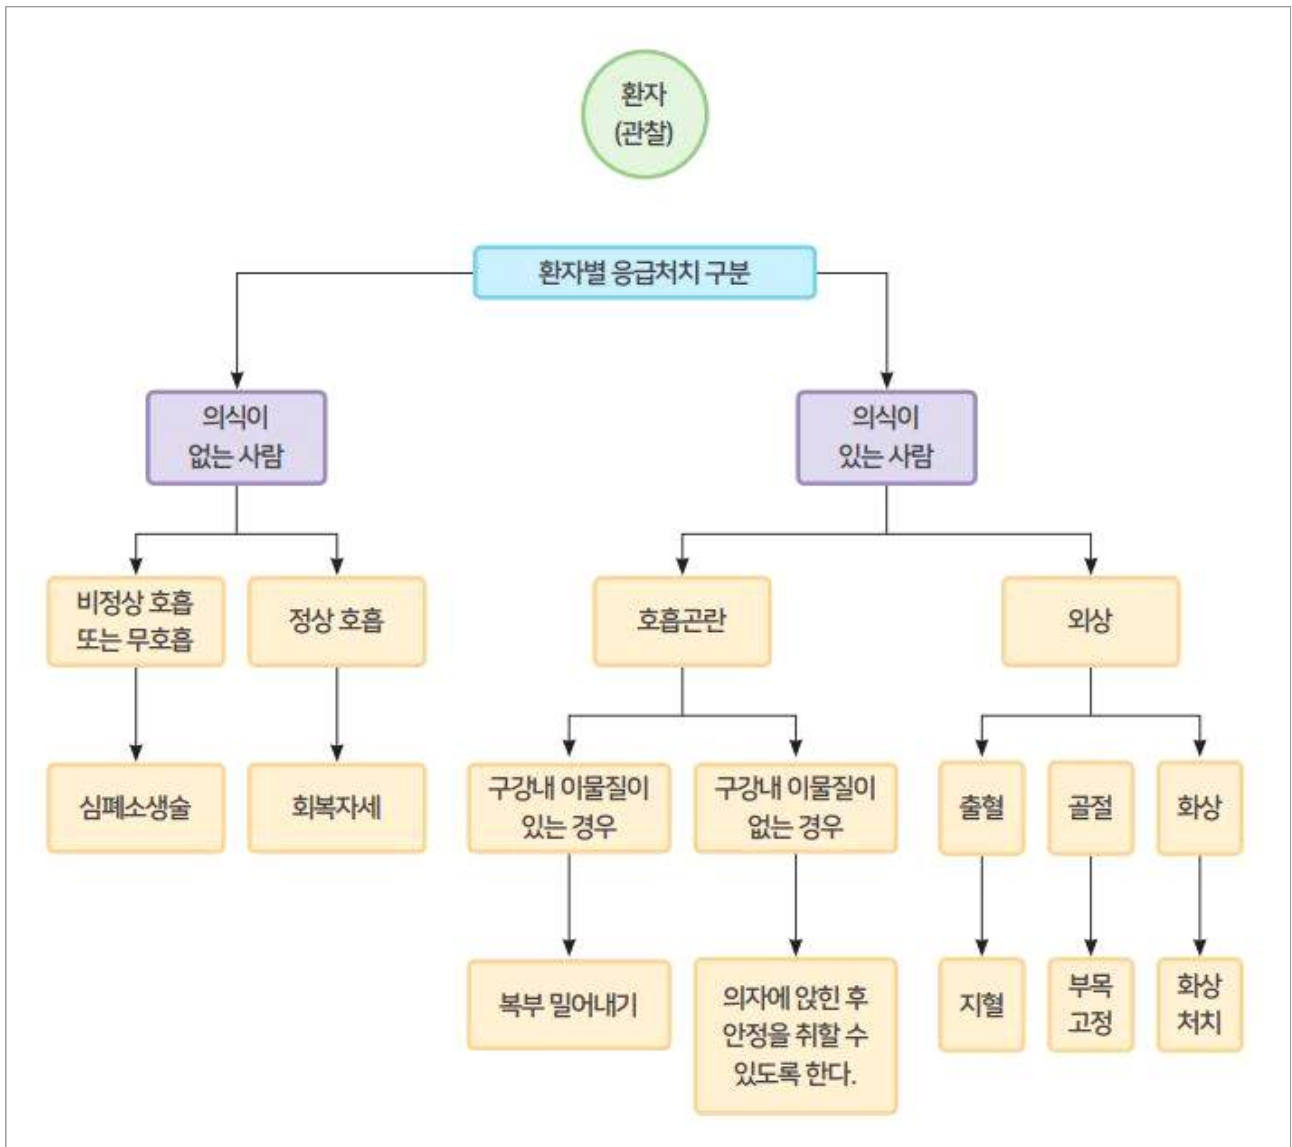 환자
(관찰)
환자별 응급처치 구분
의식이
없는 사람
의식이
있는 사람
비정상 호흡
또는 무호흡
정상 호흡
호흡곤란
외상
심폐소생술
회복자세
구강내 이물질이
있는 경우
구강내 이물질이
없는 경우
출혈
골절
화상
복부 밀어내기
의자에 앉힌 후
안정을 취할 수
있도록 한다.
지혈
부목
고정
화상
처치